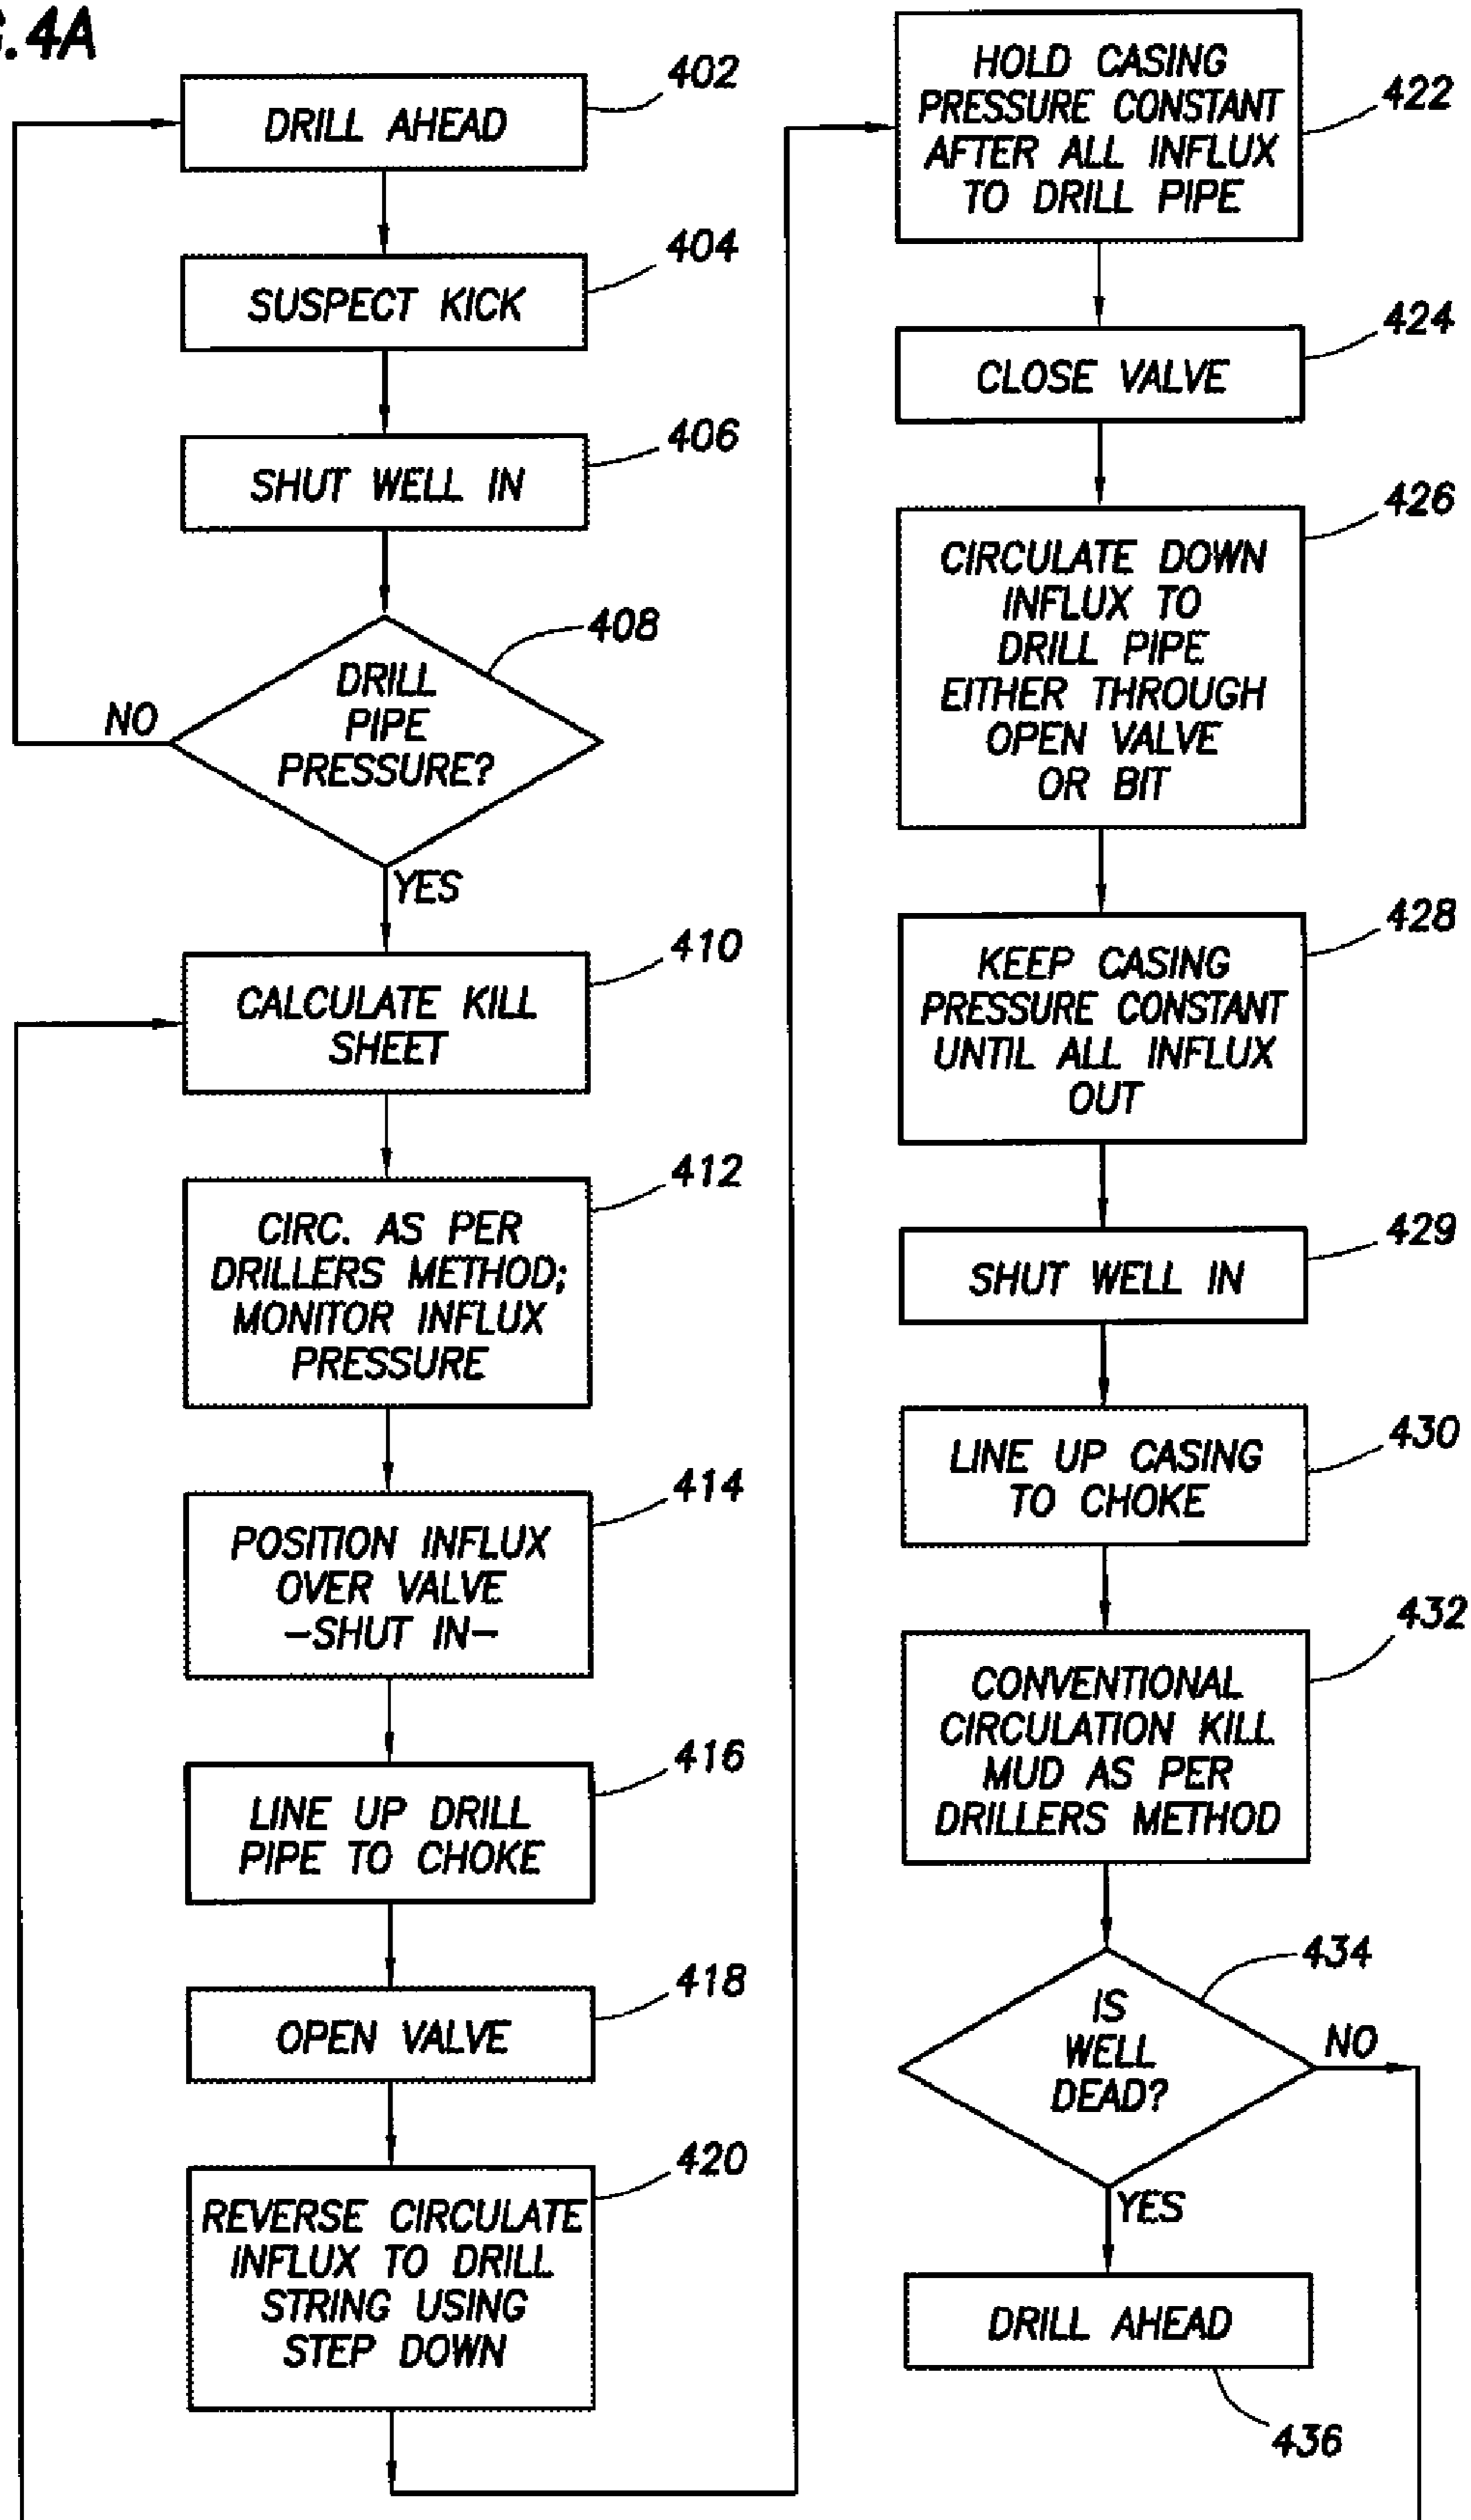 G.4A
402
DRILL AHEAD
404
SUSPECT KICK
406
SHUT WELL IN
408
DRILL
PIPE
PRESSURE?
NO
YES
410
CALCULATE KILL
SHEET
412
CIRC. AS PER
DRILLERS METHOD;
MONITOR INFLUX
PRESSURE
414
POSITION INFLUX
OVER VALVE
-SHUT IN-
416
LINE UP DRILL
PIPE TO CHOKE
418
OPEN VALVE
420
REVERSE CIRCULATE
INFLUX TO DRILL
STRING USING
STEP DOWN
422
HOLD CASING
PRESSURE CONSTANT
AFTER ALL INFLUX
TO DRILL PIPE
424
CLOSE VALVE
426
CIRCULATE DOWN
INFLUX TO
DRILL PIPE
EITHER THROUGH
OPEN VALVE
OR BIT
428
KEEP CASING
PRESSURE CONSTANT
UNTIL ALL INFLUX
OUT
429
SHUT WELL IN
430
LINE UP CASING
TO CHOKE
432
CONVENTIONAL
CIRCULATION KILL
MUD AS PER
DRILLERS METHOD
434
IS
WELL
DEAD?
NO
YES
DRILL AHEAD
436